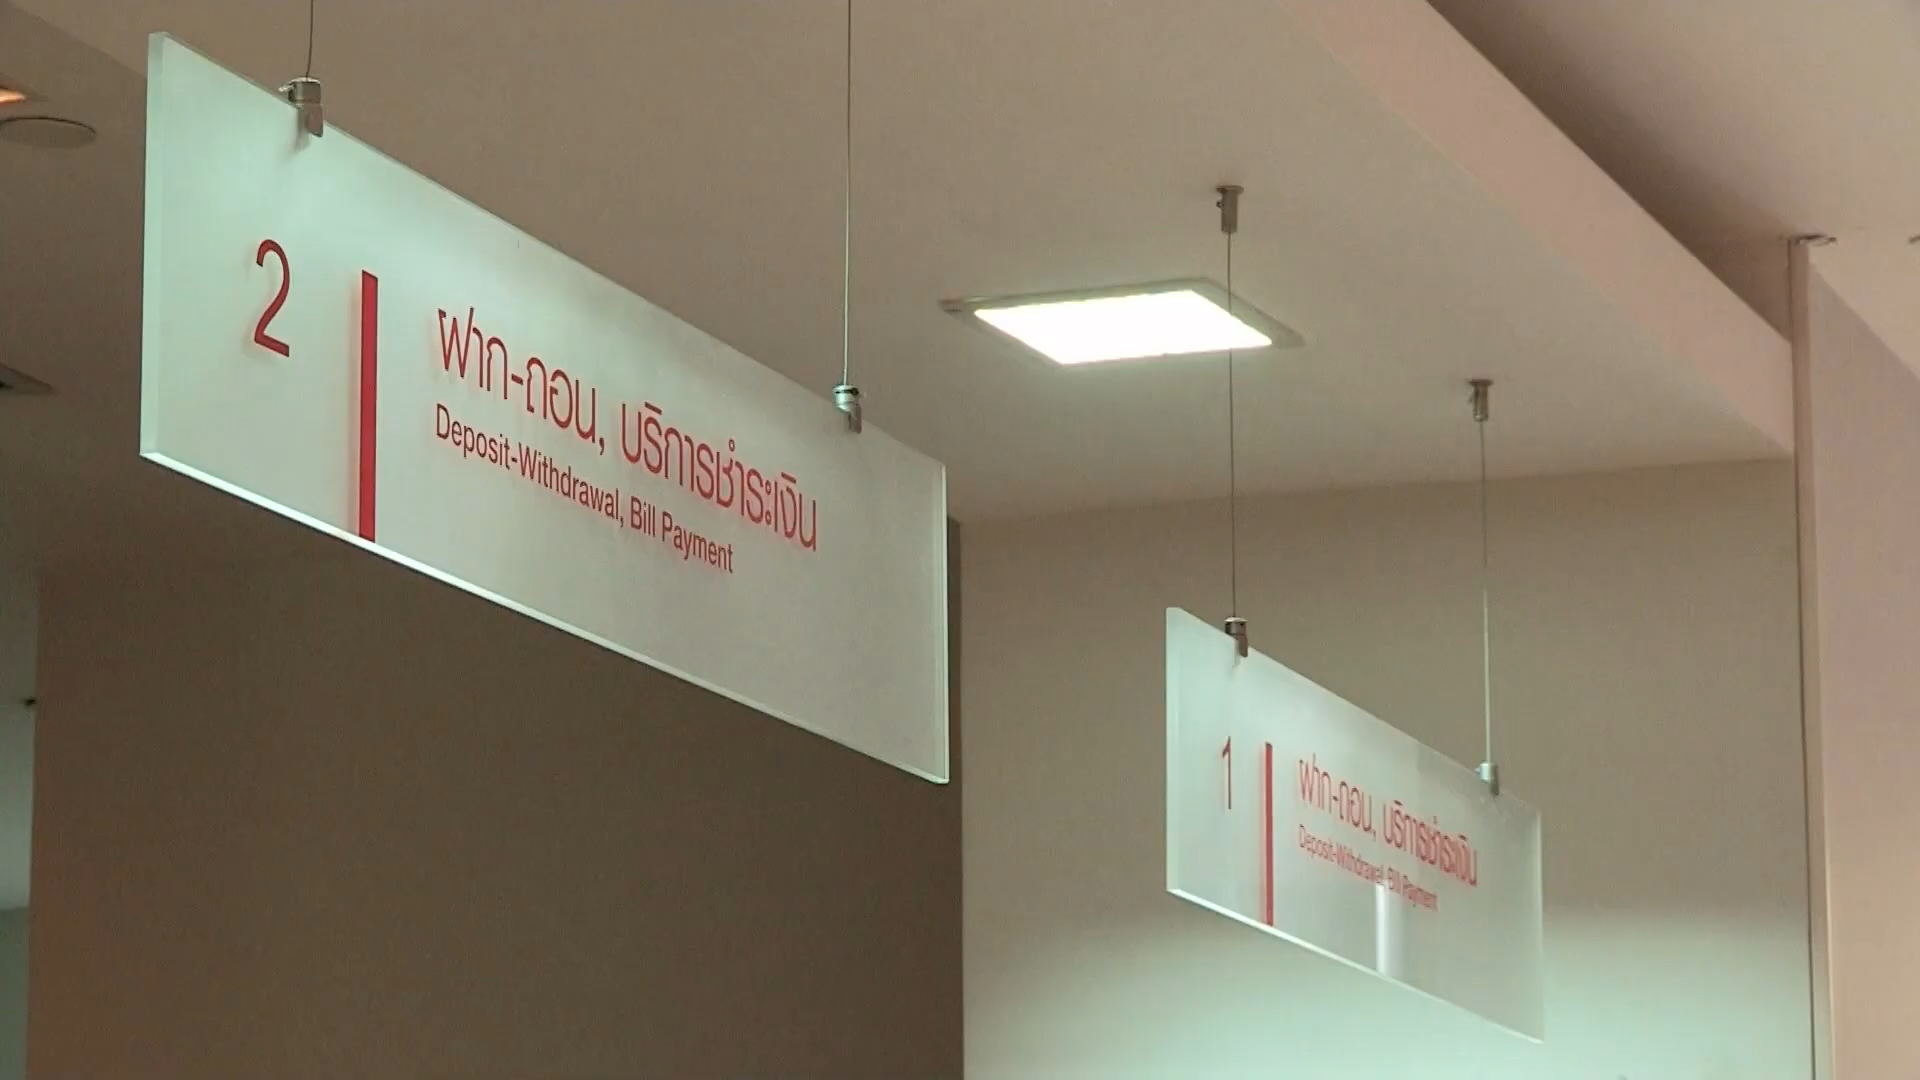 2
ฝาก-ถอน, บริการชำระเงิน
Deposit-Withdrawal, Bill Payment
1
ฝาก-ถอน, บริการชำระเงิน
Deposit-Withdrawal, Bill Payment